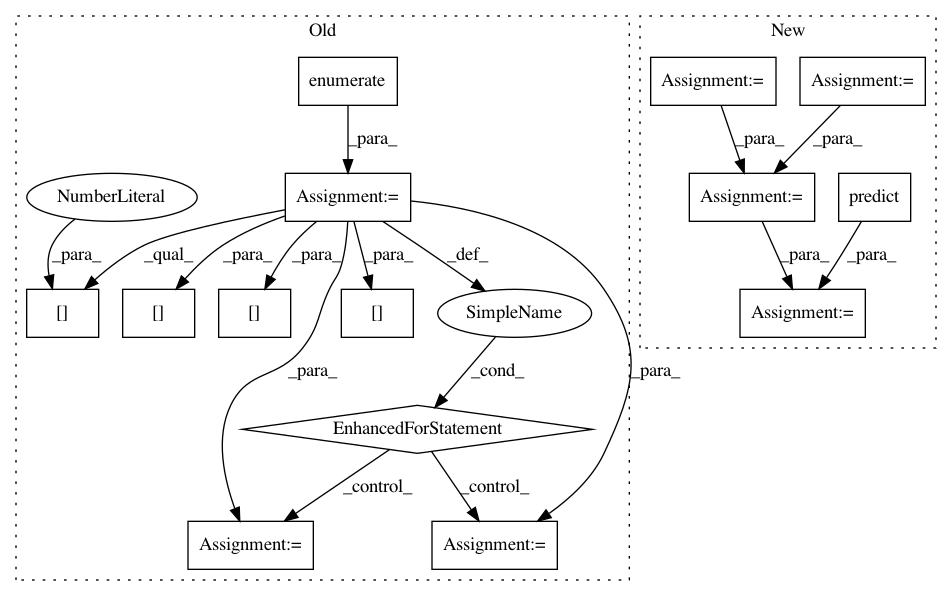 Old
New
enumerate
Assignment:=
Assignment:=
_para_
_para_
_para_
NumberLiteral
Assignment:=
Assignment:=
predict
_para_
_qual_
_para_
_para_
_para_
_def_
_para_
_para_
[]
[]
[]
[]
SimpleName
Assignment:=
_para_
_cond_
_para_
EnhancedForStatement
_control_
_control_
Assignment:=
Assignment:=